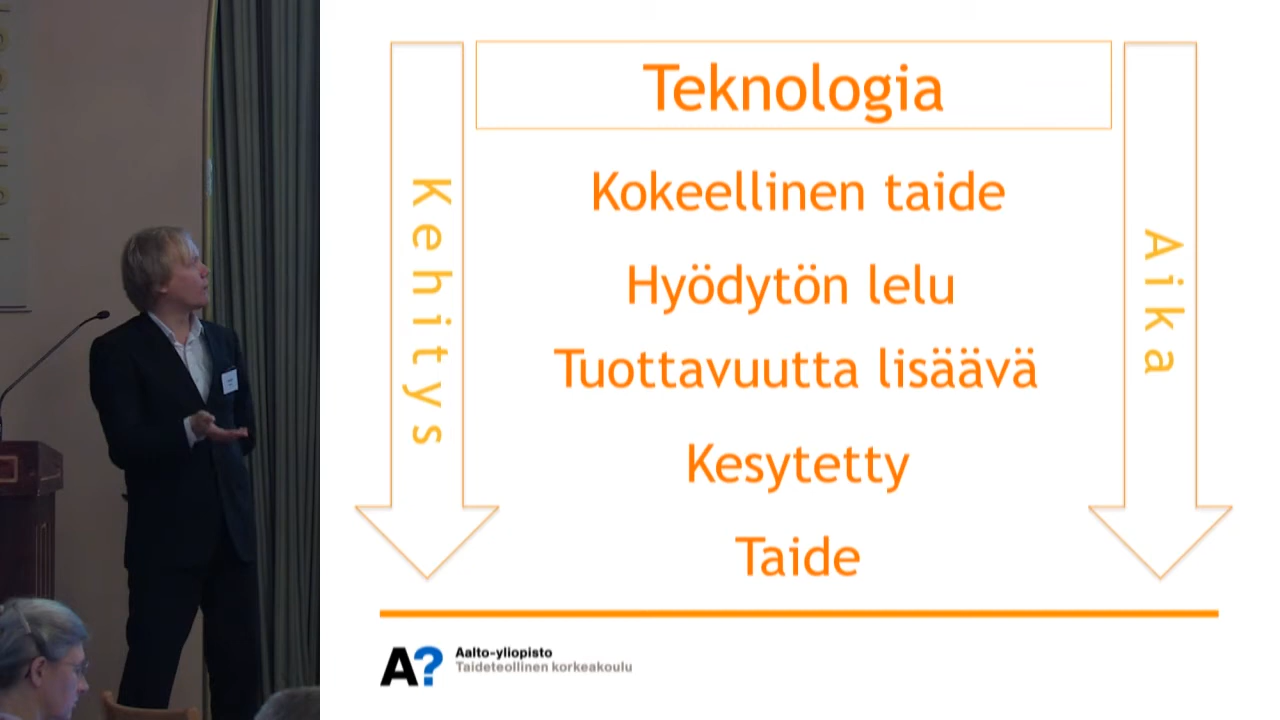 Teknologia
Kehitys
Kokeellinen taide
Aika
Hyödytön lelu
Tuottavuutta lisäävä
Kesytetty
Taide
A? Aalto-yliopisto
Taideteollinen korkeakoulu